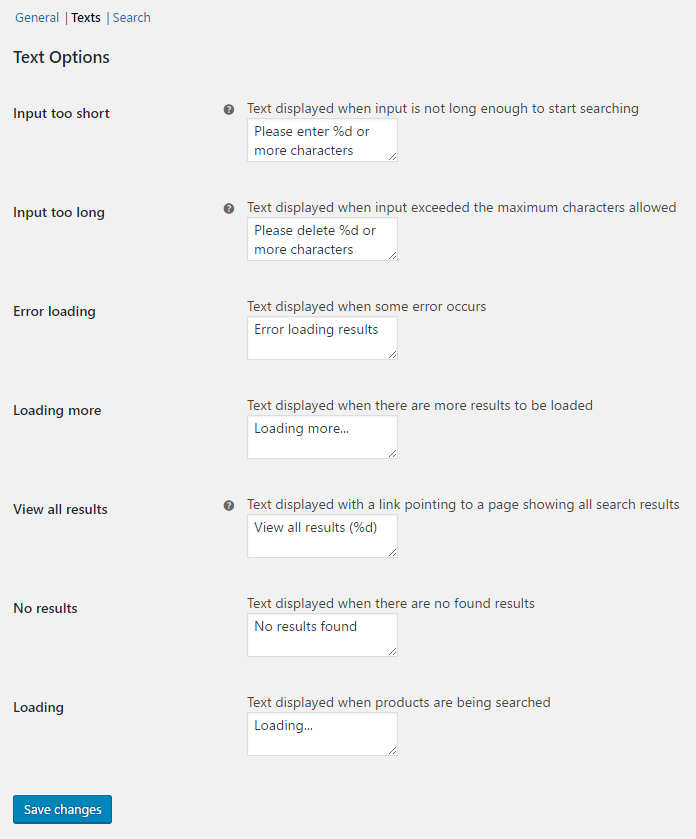 General | Texts | Search
Text Options
Input too short
Text displayed when input is not long enough to start searching
Please enter %d or
more characters
Input too long
Text displayed when input exceeded the maximum characters allowed
Please delete %d or
more characters
Error loading
Text displayed when some error occurs
Error loading results
Loading more
Text displayed when there are more results to be loaded
Loading more...
View all results
Text displayed with a link pointing to a page showing all search results
View all results (%d)
No results
Text displayed when there are no found results
No results found
Loading
Text displayed when products are being searched
Loading...
Save changes